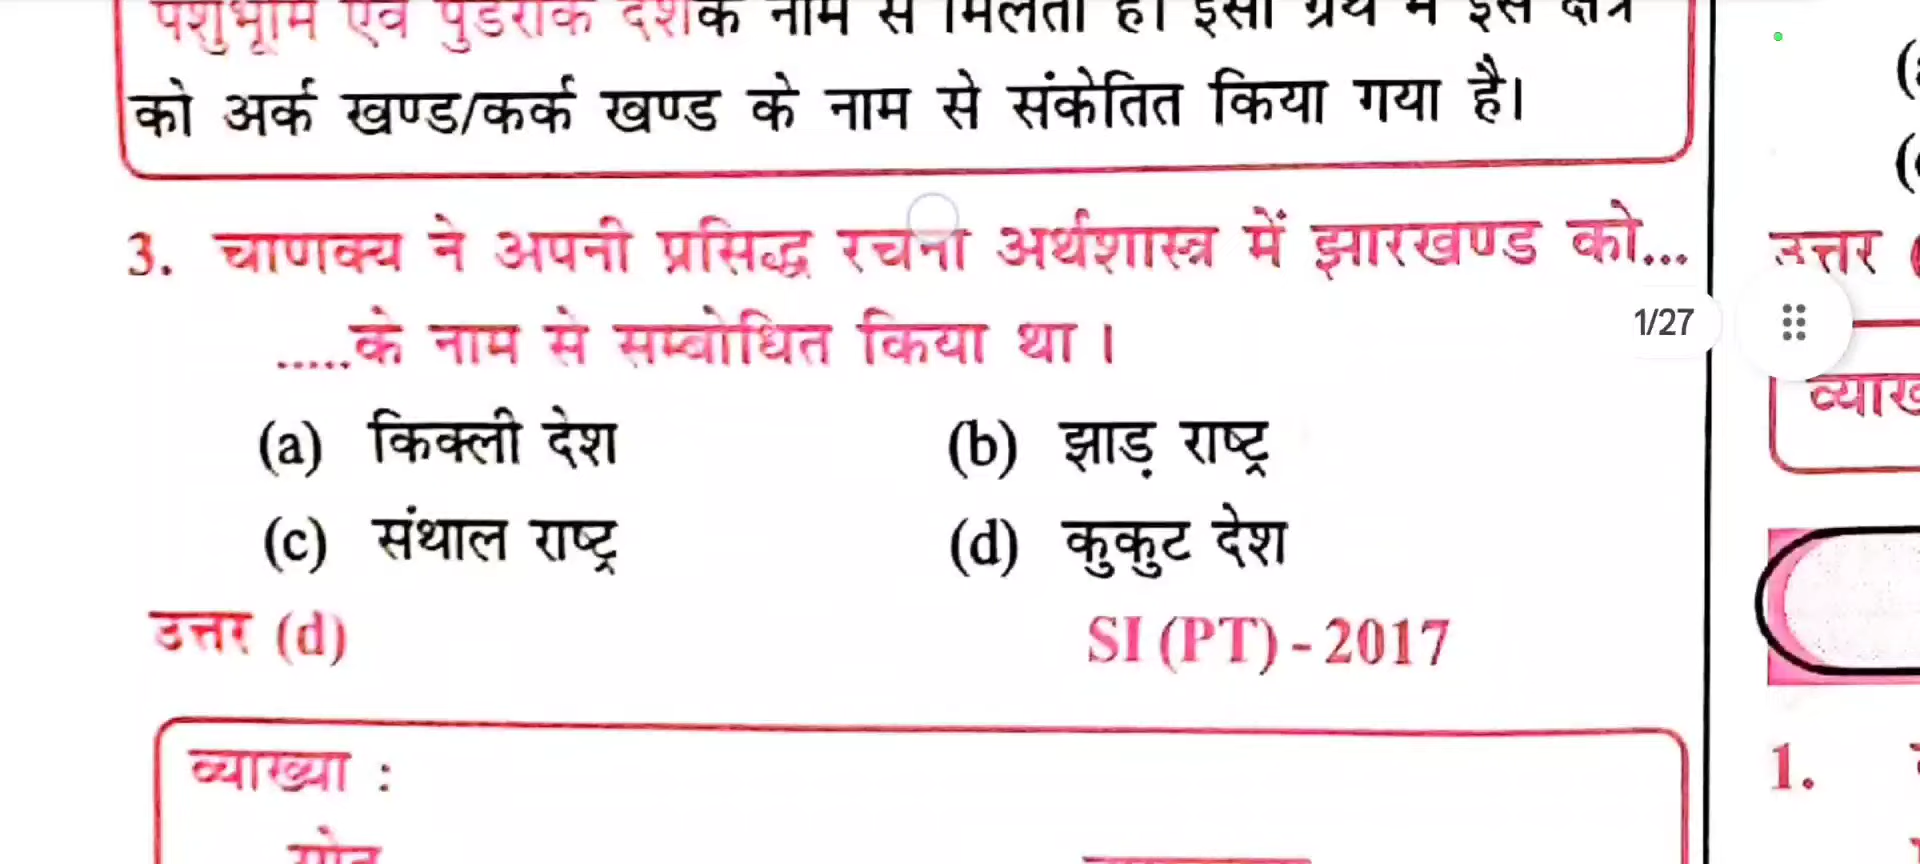 को अर्क खण्ड/कर्क खण्ड के नाम से संकेतित किया गया है।
3. चाणक्य ने अपनी प्रसिद्ध रचना अर्थशास्त्र में झारखण्ड को...
.....के नाम से सम्बोधित किया था।
(a) किक्ली देश (b) झाड़ राष्ट्र
(c) संथाल राष्ट्र (d) कुकुट देश
उत्तर (d) SI (PT) - 2017
व्याख्या :
उत्तर
1/27
1.